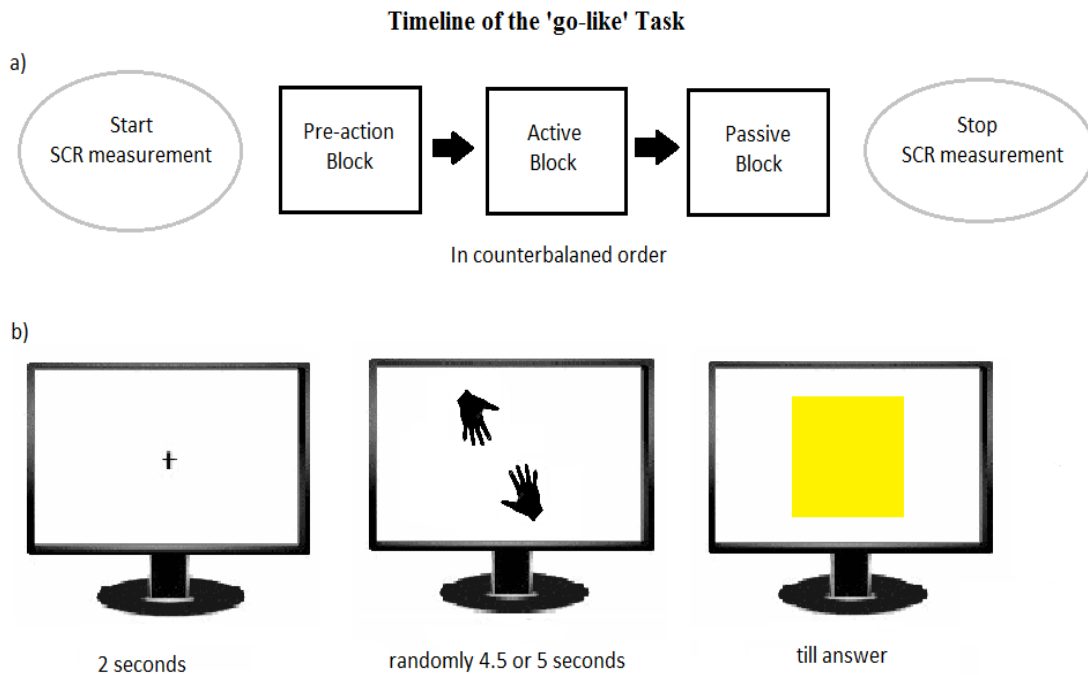 Timeline of the 'go-like' Task
a)
Start
SCR measurement
Pre-action
Block
Active
Block
Passive
Block
Stop
SCR measurement
In counterbalaned order
b)
2 seconds
randomly 4.5 or 5 seconds
till answer